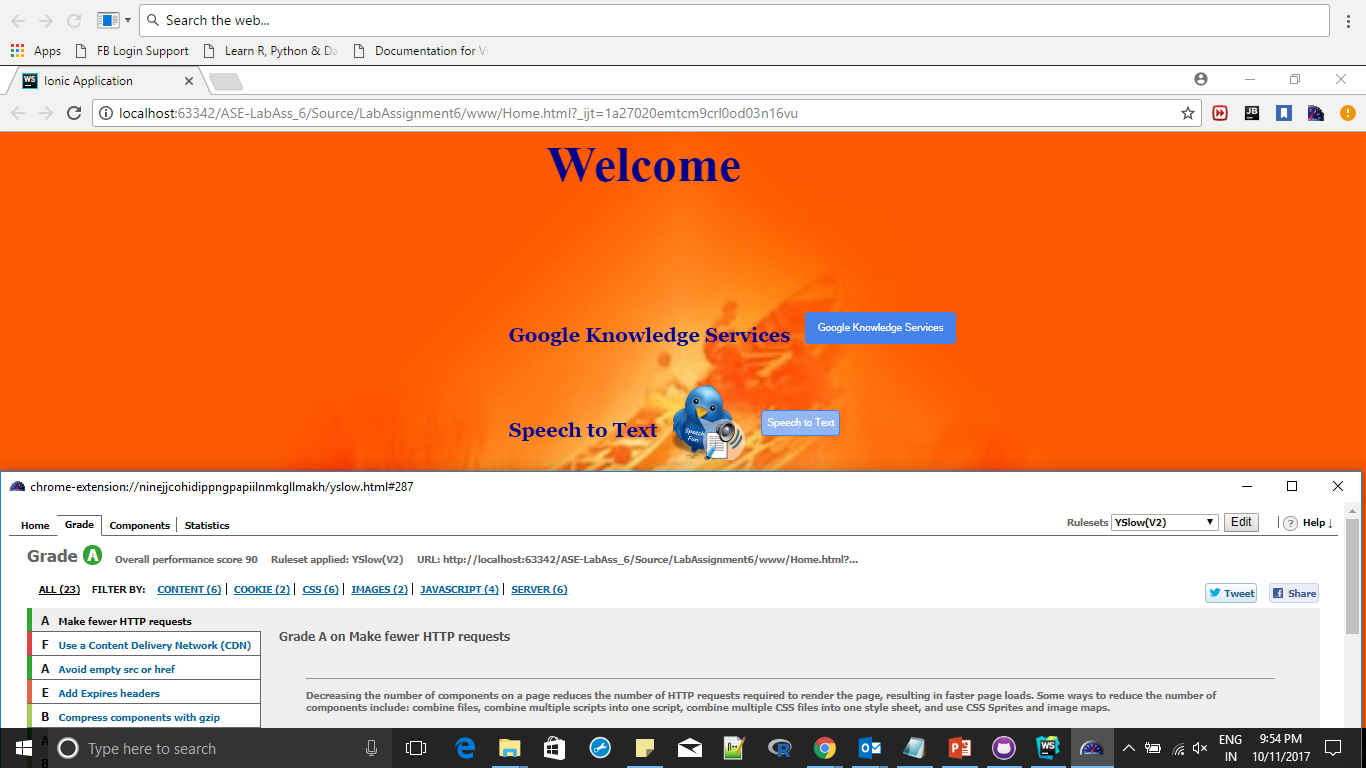 Search the web...
Apps FB Login Support Learn R, Python & Da Documentation for V
WS Ionic Application
localhost:63342/ASE-LabAss_6/Source/LabAssignment6/www/Home.html?_ijt=1a27020emtcm9crl0od03n16vu JB
Welcome
Google Knowledge Services Google Knowledge Services
Speech to Text Speech Fun Speech to Text
chrome-extension://ninejjcohidippngpapiilnmkgllmakh/yslow.html#287
Home Grade Components Statistics Rulesets YSlow(V2) Edit ? Help ↓
Grade A Overall performance score 90 Ruleset applied: YSlow(V2) URL: http://localhost:63342/ASE-LabAss_6/Source/LabAssignment6/www/Home.html?...
ALL (23) FILTER BY: CONTENT (6) COOKIE (2) CSS (6) IMAGES (2) JAVASCRIPT (4) SERVER (6)
Tweet Share
A Make fewer HTTP requests
F Use a Content Delivery Network (CDN)
A Avoid empty src or href
E Add Expires headers
B Compress components with gzip
Grade A on Make fewer HTTP requests
Decreasing the number of components on a page reduces the number of HTTP requests required to render the page, resulting in faster page loads. Some ways to reduce the number of
components include: combine files, combine multiple scripts into one script, combine multiple CSS files into one style sheet, and use CSS Sprites and image maps.
Type here to search
ENG
IN
9:54 PM
10/11/2017